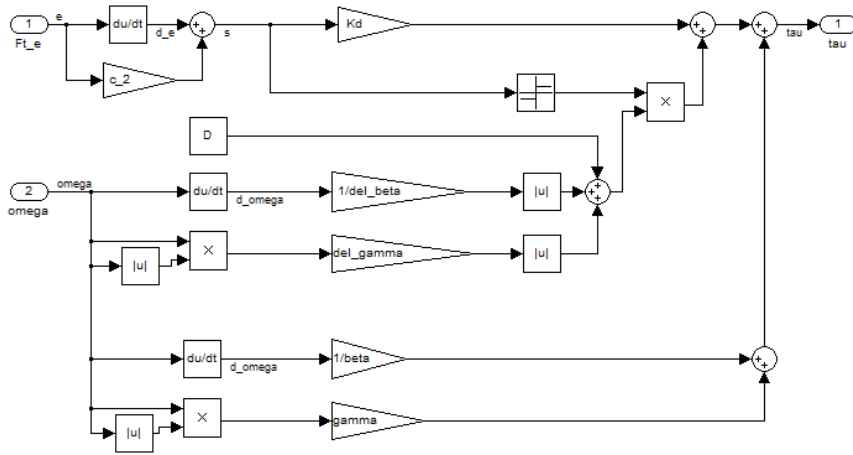 1
Ft_e
e
du/dt
d_e
s
c_2
Kd
tau
1
tau
×
D
2
omega
omega
du/dt
d_omega
1/del_beta
|u|
|u|
×
del_gamma
|u|
du/dt
d_omega
1/beta
|u|
×
gamma